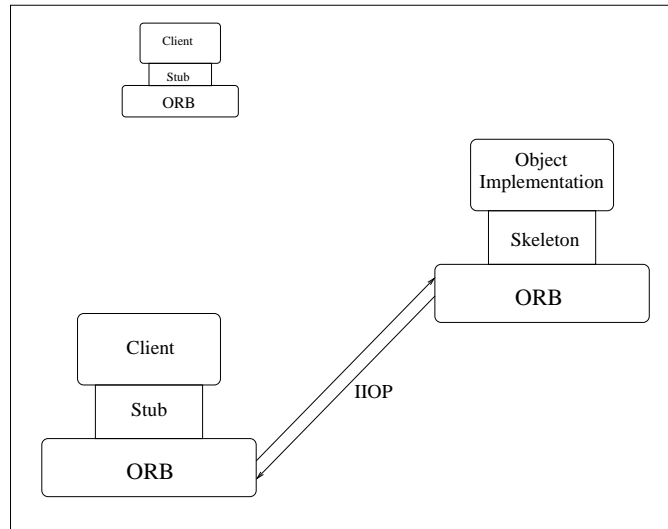 Client
Stub
ORB
Object
Implementation
Skeleton
ORB
Client
Stub
ORB
IIOP